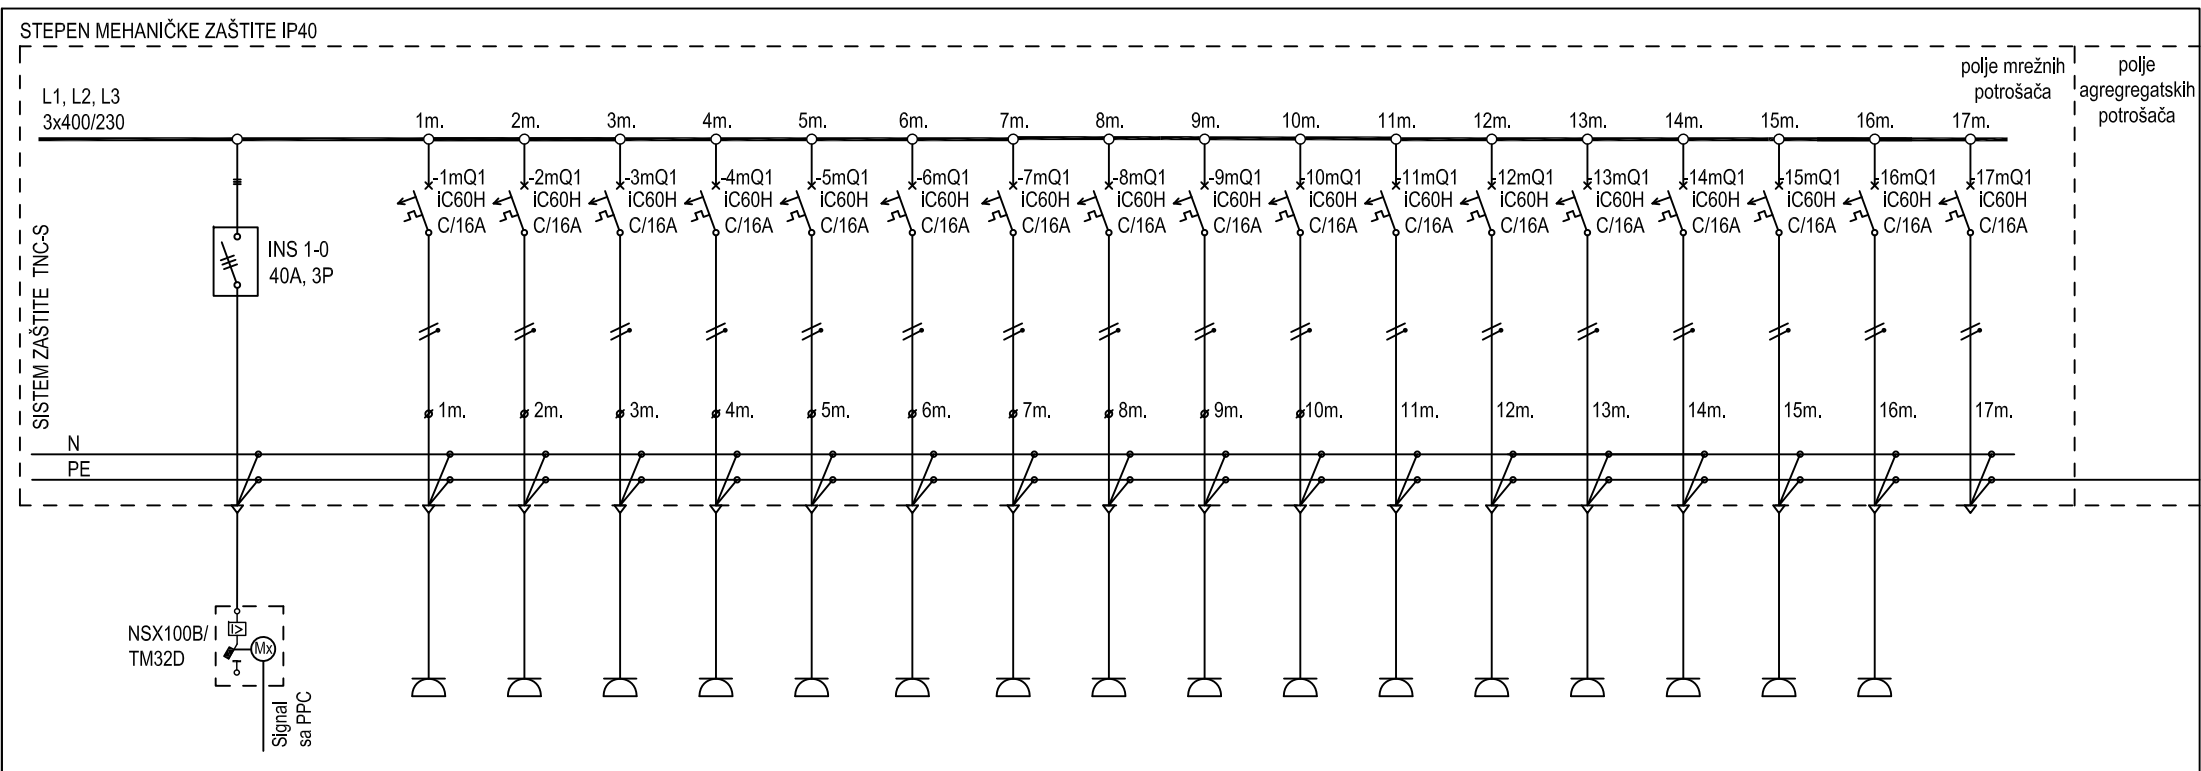 STEPEN MEHANIČKE ZAŠTITE IP40
polje mrežnih
potrošača
polje
agregregatskih
potrošača
L1, L2, L3
3x400/230
1m. 2m. 3m. 4m. 5m. 6m. 7m. 8m. 9m. 10m. 11m. 12m. 13m. 14m. 15m. 16m. 17m.
-1mQ1 -2mQ1 -3mQ1 -4mQ1 -5mQ1 -6mQ1 -7mQ1 -8mQ1 -9mQ1 -10mQ1 -11mQ1 -12mQ1 -13mQ1 -14mQ1 -15mQ1 -16mQ1 -17mQ1
iC60H iC60H iC60H iC60H iC60H iC60H iC60H iC60H iC60H iC60H iC60H iC60H iC60H iC60H iC60H iC60H iC60H
C/16A C/16A C/16A C/16A C/16A C/16A C/16A C/16A C/16A C/16A C/16A C/16A C/16A C/16A C/16A C/16A C/16A
INS 1-0
40A, 3P
SISTEM ZAŠTITE TNC-S
1m. 2m. 3m. 4m. 5m. 6m. 7m. 8m. 9m. 10m. 11m. 12m. 13m. 14m. 15m. 16m. 17m.
N
PE
NSX100B/
TM32D
I>
Mx
Signal
sa PPC